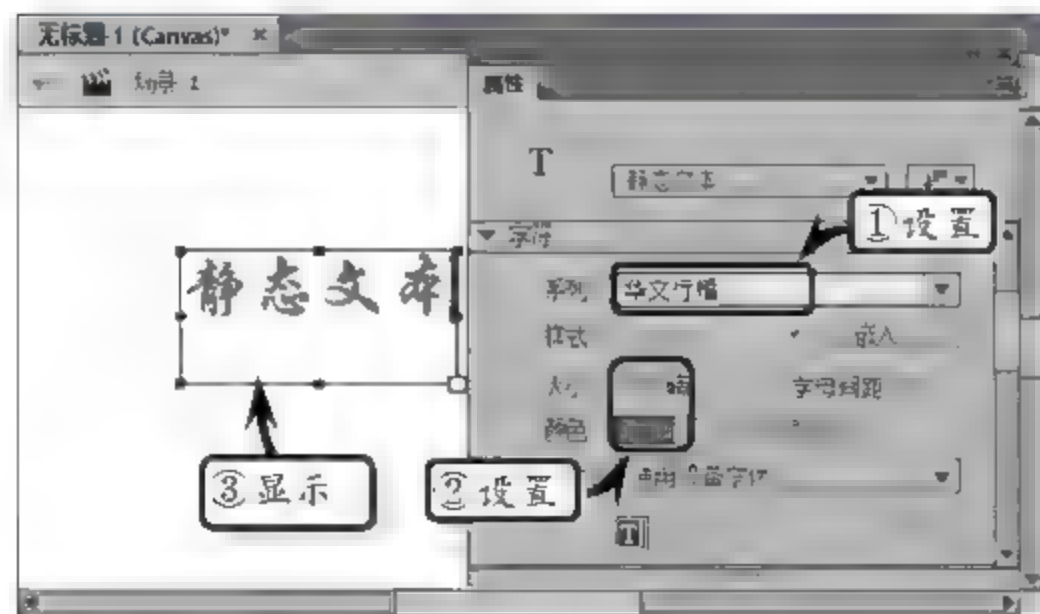 无标题-1 (Canvas)* ×
场景 1
属性
T
静态文本
①设置
字符
系列 华文行楷
静态文本
样式 嵌入
大小 字母间距
颜色
③显示
②设置
T